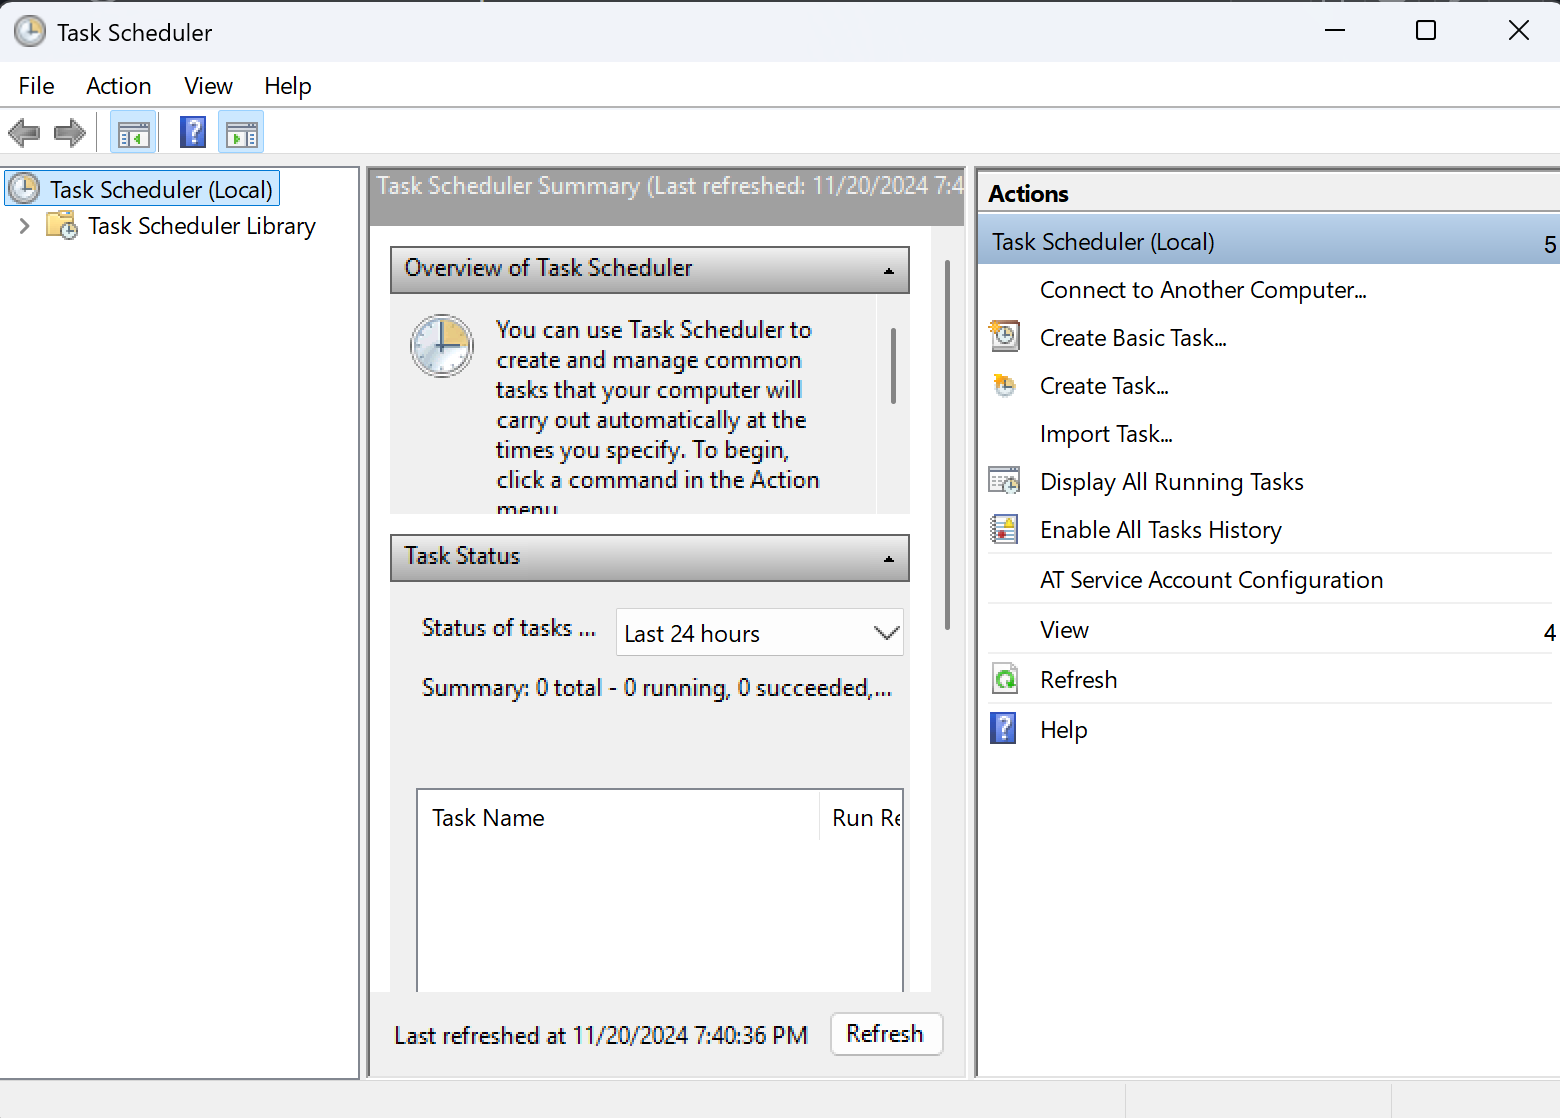 Task Scheduler
File Action View Help
Task Scheduler (Local)
Task Scheduler Library
Task Scheduler Summary (Last refreshed: 11/20/2024 7:4
Overview of Task Scheduler
You can use Task Scheduler to
create and manage common
tasks that your computer will
carry out automatically at the
times you specify. To begin,
click a command in the Action
menu
Task Status
Status of tasks ...
Last 24 hours
Summary: 0 total - 0 running, 0 succeeded,...
Task Name
Run Re
Last refreshed at 11/20/2024 7:40:36 PM
Refresh
Actions
Task Scheduler (Local) 5
Connect to Another Computer...
Create Basic Task...
Create Task...
Import Task...
Display All Running Tasks
Enable All Tasks History
AT Service Account Configuration
View 4
Refresh
Help